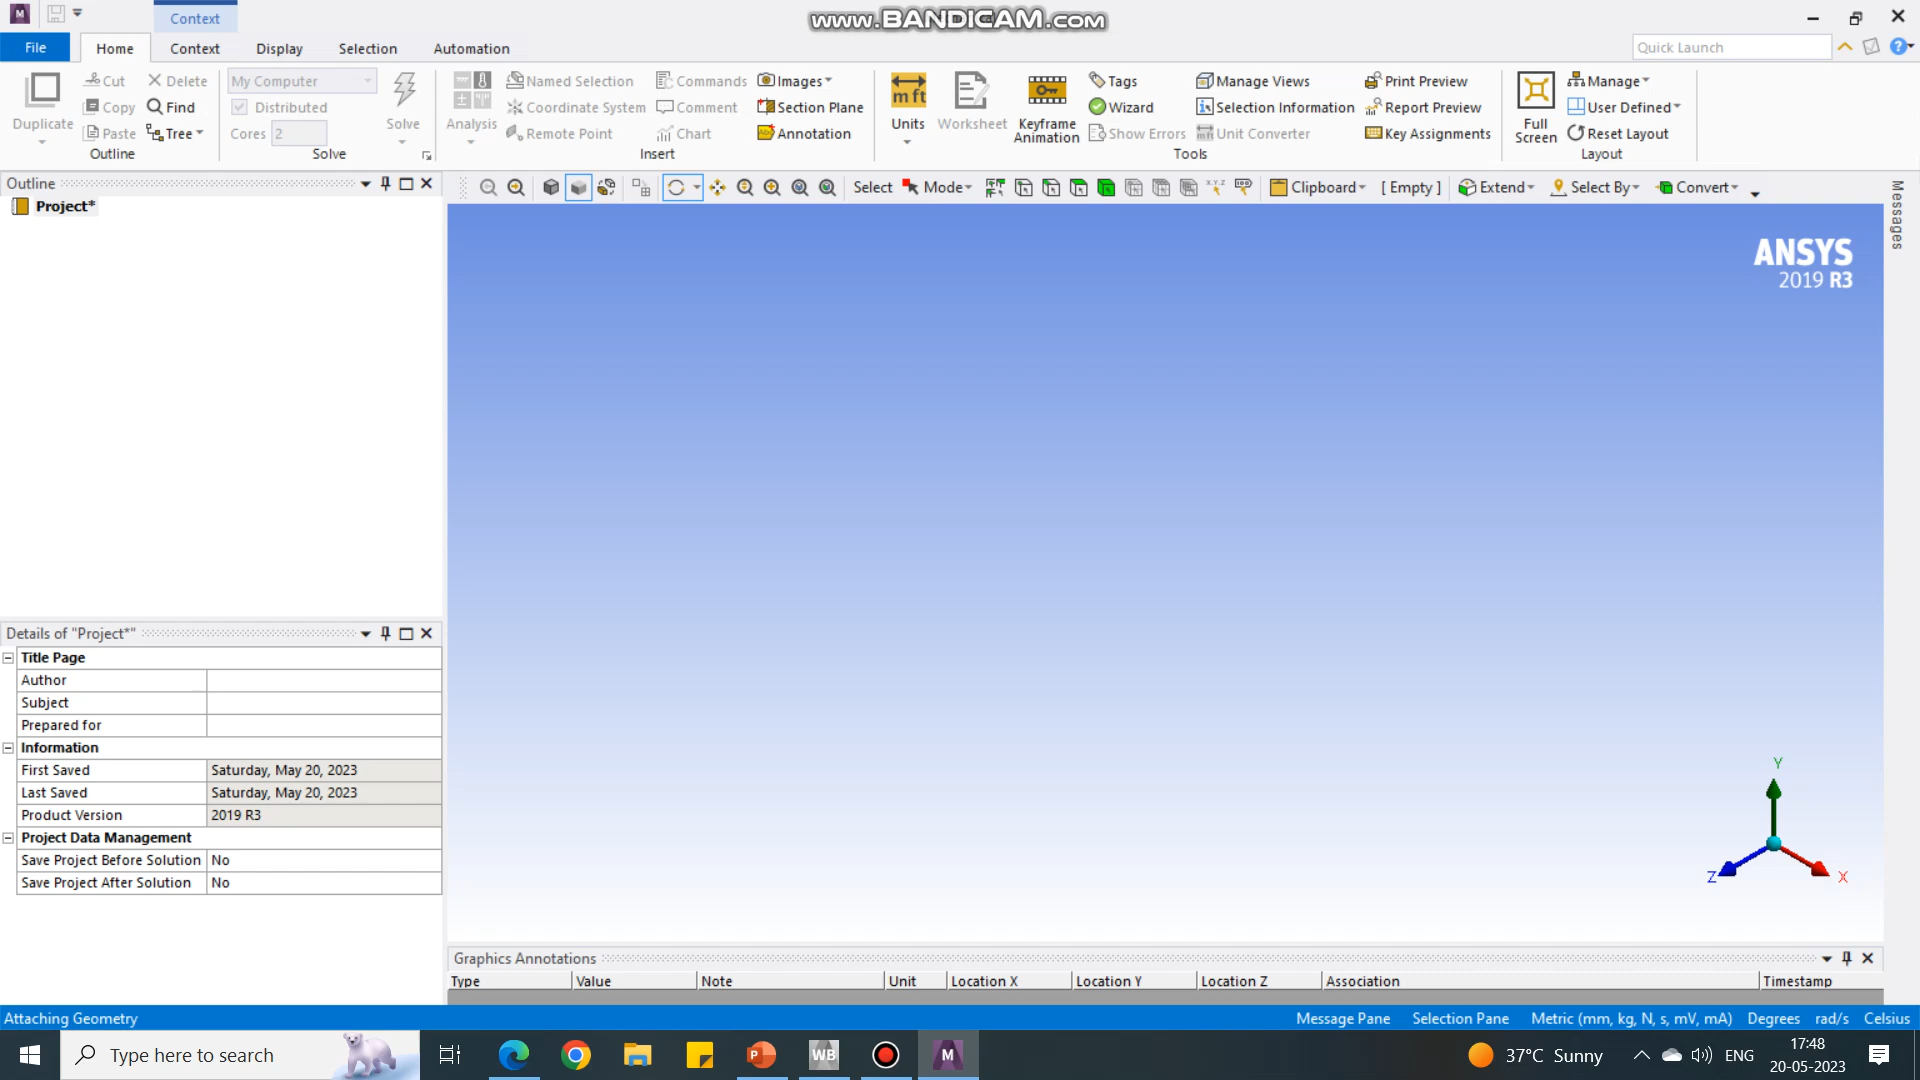 Context
www.BANDICAM.com
File
Home
Context
Display
Selection
Automation
Quick Launch
Duplicate
Cut
Copy
Paste
Delete
Find
Tree
Outline
My Computer
Distributed
Cores 2
Solve
Solve
Analysis
Named Selection
Coordinate System
Remote Point
Commands
Comment
Chart
Images
Section Plane
Annotation
Insert
Units
Worksheet
Keyframe
Animation
Tags
Wizard
Show Errors
Manage Views
Selection Information
Unit Converter
Print Preview
Report Preview
Key Assignments
Tools
Full
Screen
Manage
User Defined
Reset Layout
Layout
Outline
Project*
Select
Mode
Clipboard
[ Empty ]
Extend
Select By
Convert
Messages
ANSYS
2019 R3
Y
Z
X
Details of "Project*"
Title Page
Author
Subject
Prepared for
Information
First Saved Saturday, May 20, 2023
Last Saved Saturday, May 20, 2023
Product Version 2019 R3
Project Data Management
Save Project Before Solution No
Save Project After Solution No
Graphics Annotations
Type Value Note Unit Location X Location Y Location Z Association Timestamp
Attaching Geometry
Message Pane
Selection Pane
Metric (mm, kg, N, s, mV, mA)
Degrees
rad/s
Celsius
Type here to search
WB
M
37°C Sunny
ENG
17:48
20-05-2023